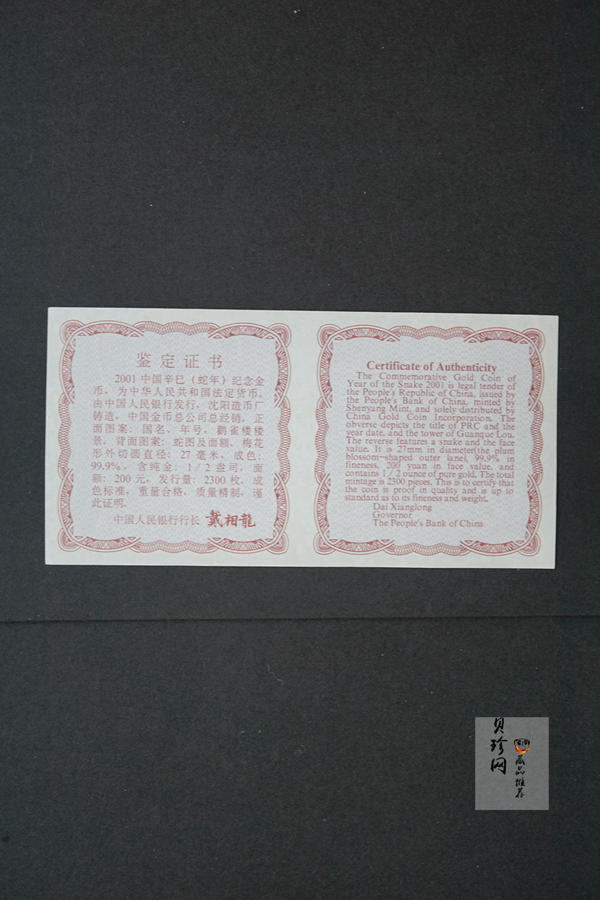 鉴定证书
2001中国辛巳(蛇年)纪念金
币,为中华人民共和国法定货币,
由中国人民银行发行,沈阳造币厂
铸造,中国金币总公司总经销,正
面图案:国名、年号、鹳雀楼楼
景,背面图案:蛇图及面额。梅花
形外切圆直径:27毫米,成色:
99.9%,含纯金:1/2盎司,面
额:200元,发行量:2300枚。成
色标准,重量合格,质量精制,谨
此证明。
中国人民银行行长 戴相龍
Certificate of Authenticity
The Commemorative Gold Coin of
Year of the Snake 2001 is legal tender of
the People's Republic of China, issued by
the People's Bank of China, minted by
Shenyang Mint, and solely distributed by
China Gold Coin Incorporation. The
obverse depicts the title of PRC and the
year date, and the tower of Guanque Lou.
The reverse features a snake and the face
value. It is 27mm in diameter(the plum
blossom-shaped outer lane), 99.9% in
fineness, 200 yuan in face value, and
contains 1/2 ounce of pure gold. The total
mintage is 2300 pieces. This is to certify that
the coin is proof in quality and is up to
standard as to its fineness and weight.
Dai Xianglong
Governor
The People's Bank of China
贝珍网
藏品推荐